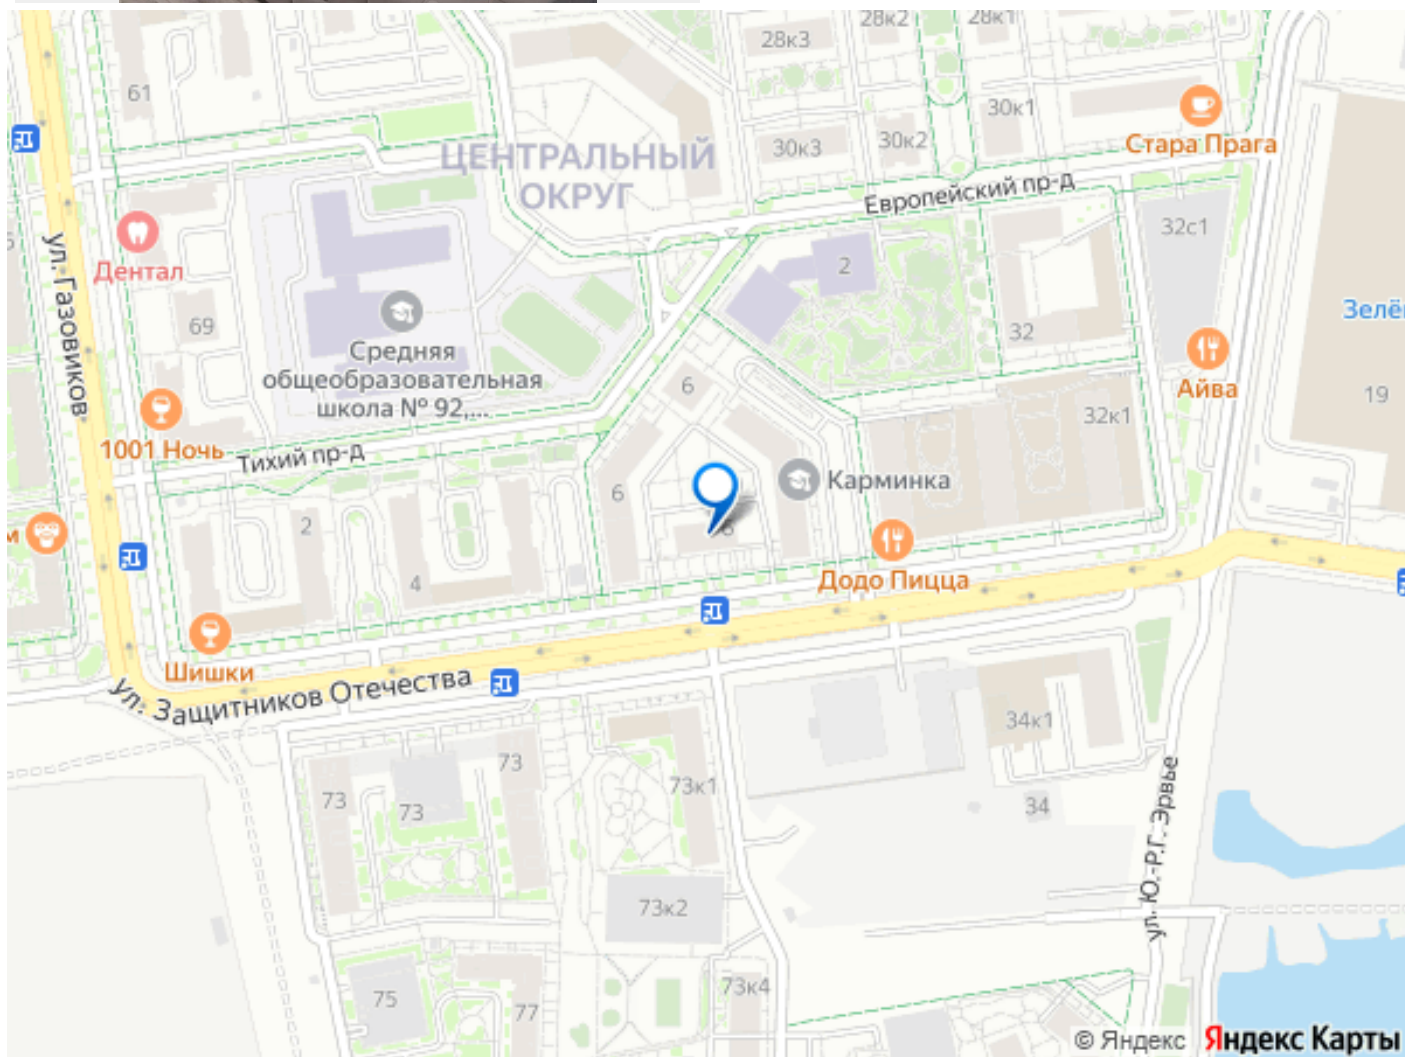 28к2
28к1
28к3
61
30к1
30к3
30к2
Стара Прага
ЦЕНТРАЛЬНЫЙ
ОКРУГ
Европейский пр-д
32с1
ул. Газовиков
Дентал
2
69
32
Средняя
общеобразовательная
школа № 92,...
6
Айва
19
32к1
1001 Ночь
Тихий пр-д
6
Карминка
2
4
Додо Пицца
Шишки
ул. Защитников Отечества
34к1
73
73
73
73к1
34
ул. Ю.-Р.Г. Эрвье
73к2
73к4
75
77
© Яндекс Яндекс Карты